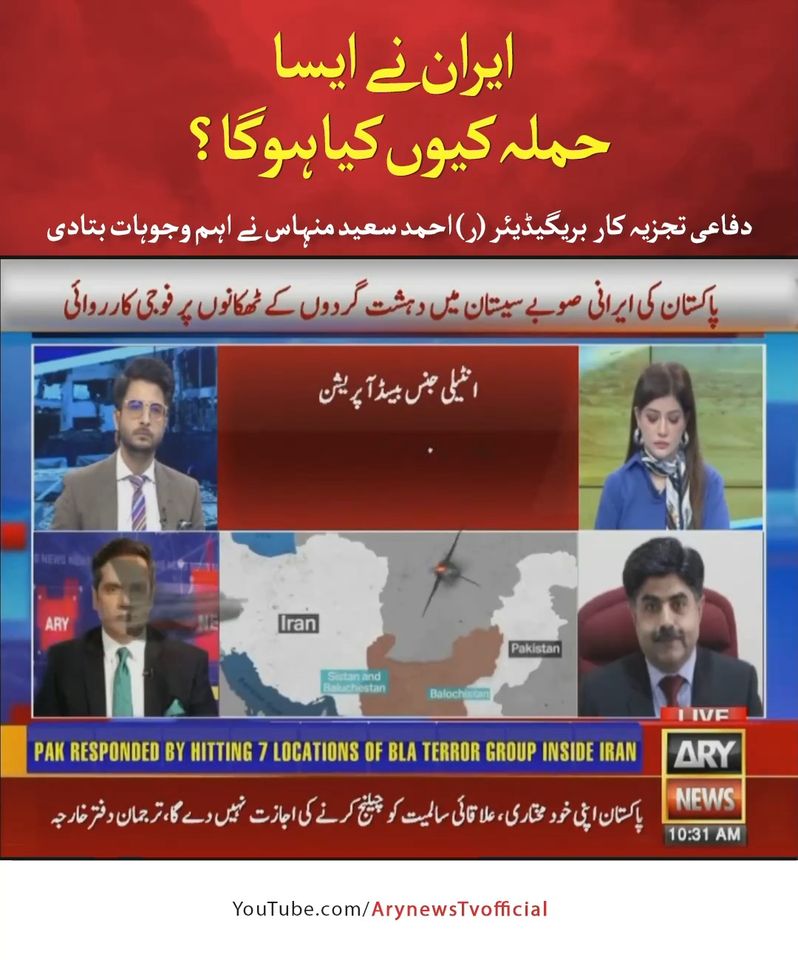 ایران نے ایسا
حملہ کیوں کیا ہوگا؟
دفاعی تجزیہ کار بریگیڈیئر (ر) احمد سعید منہاس نے اہم وجوہات بتادی
پاکستان کی ایرانی صوبے سیستان میں دہشت گردوں کے ٹھکانوں پر فوجی کارروائی
انٹیلی جنس بیسڈ آپریشن
ARY
Iran
Pakistan
Sistan and
Baluchestan
Balochistan
LIVE
PAK RESPONDED BY HITTING 7 LOCATIONS OF BLA TERROR GROUP INSIDE IRAN
ARY
NEWS
پاکستان اپنی خود مختاری، علاقائی سالمیت کو چیلنج کرنے کی اجازت نہیں دے گا، ترجمان دفتر خارجہ
10:31 AM
YouTube.com/ArynewsTvofficial